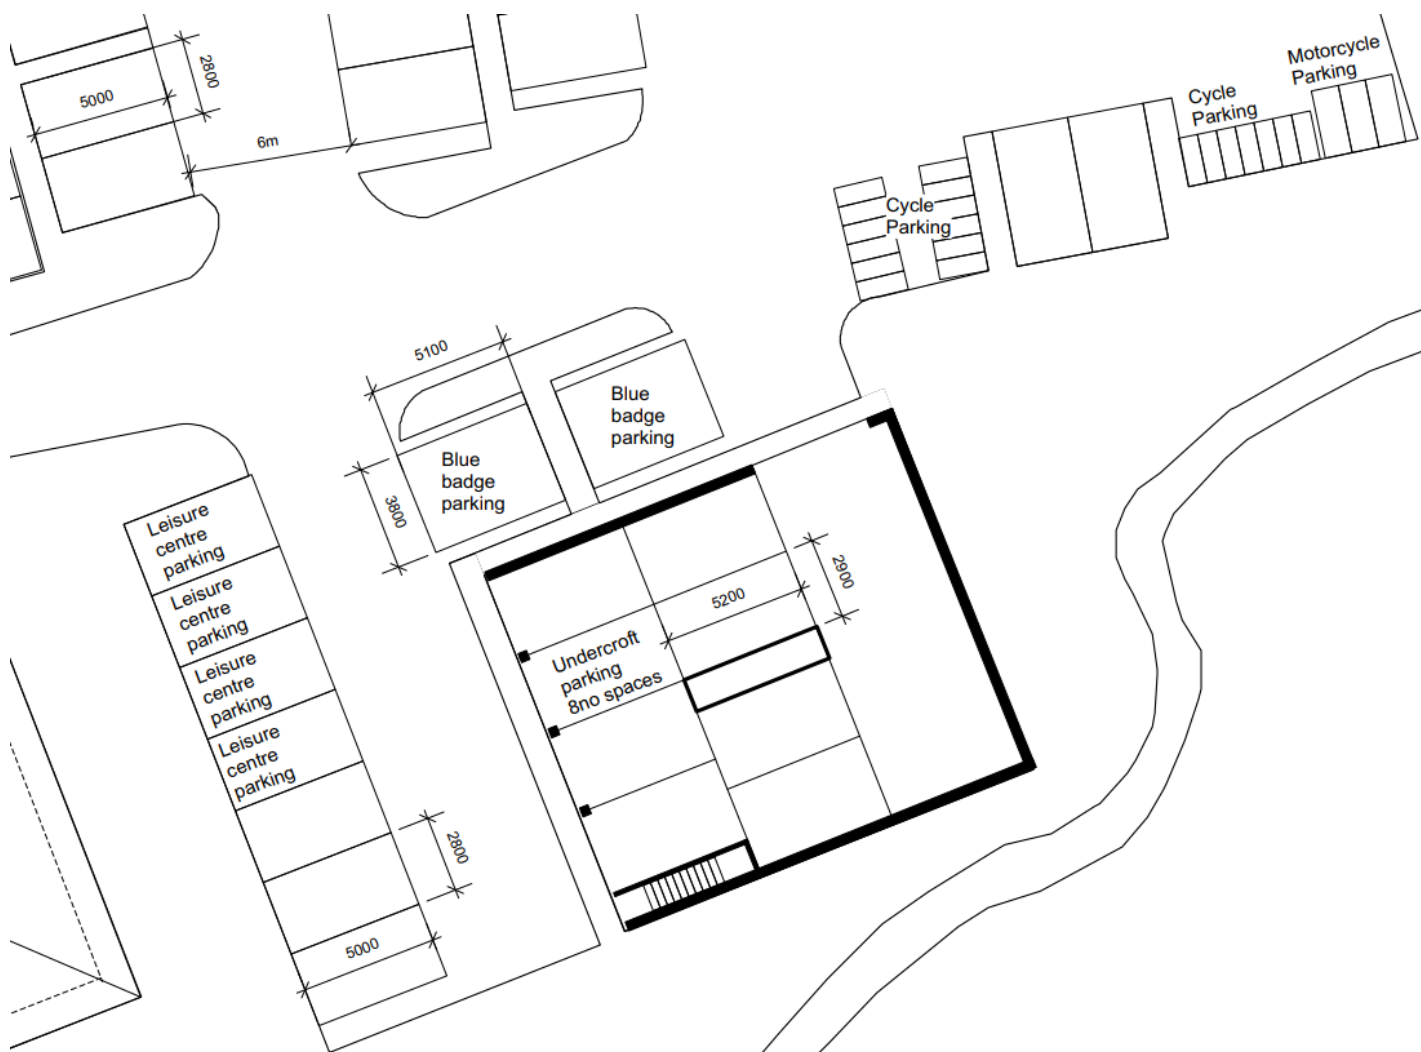 Motorcycle
Parking
Cycle
Parking
2800
5000
6m
Cycle
Parking
5100
Blue
badge
parking
Blue
badge
parking
3800
Leisure
centre
parking
Leisure
centre
parking
Leisure
centre
parking
Leisure
centre
parking
2900
5200
Undercroft
parking
8no spaces
2800
5000